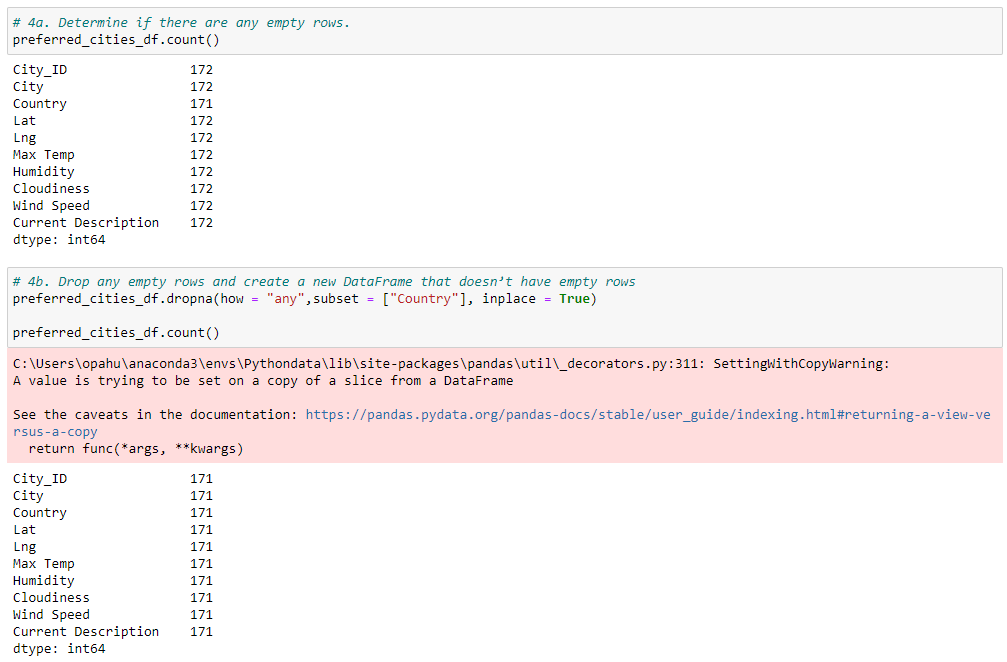 # 4a. Determine if there are any empty rows.
preferred_cities_df.count()
City_ID 172
City 172
Country 171
Lat 172
Lng 172
Max Temp 172
Humidity 172
Cloudiness 172
Wind Speed 172
Current Description 172
dtype: int64
# 4b. Drop any empty rows and create a new DataFrame that doesn’t have empty rows
preferred_cities_df.dropna(how = "any",subset = ["Country"], inplace = True)
preferred_cities_df.count()
C:\Users\opahu\anaconda3\envs\Pythondata\lib\site-packages\pandas\util\_decorators.py:311: SettingWithCopyWarning:
A value is trying to be set on a copy of a slice from a DataFrame
See the caveats in the documentation: https://pandas.pydata.org/pandas-docs/stable/user_guide/indexing.html#returning-a-view-ve
rsus-a-copy
return func(*args, **kwargs)
City_ID 171
City 171
Country 171
Lat 171
Lng 171
Max Temp 171
Humidity 171
Cloudiness 171
Wind Speed 171
Current Description 171
dtype: int64